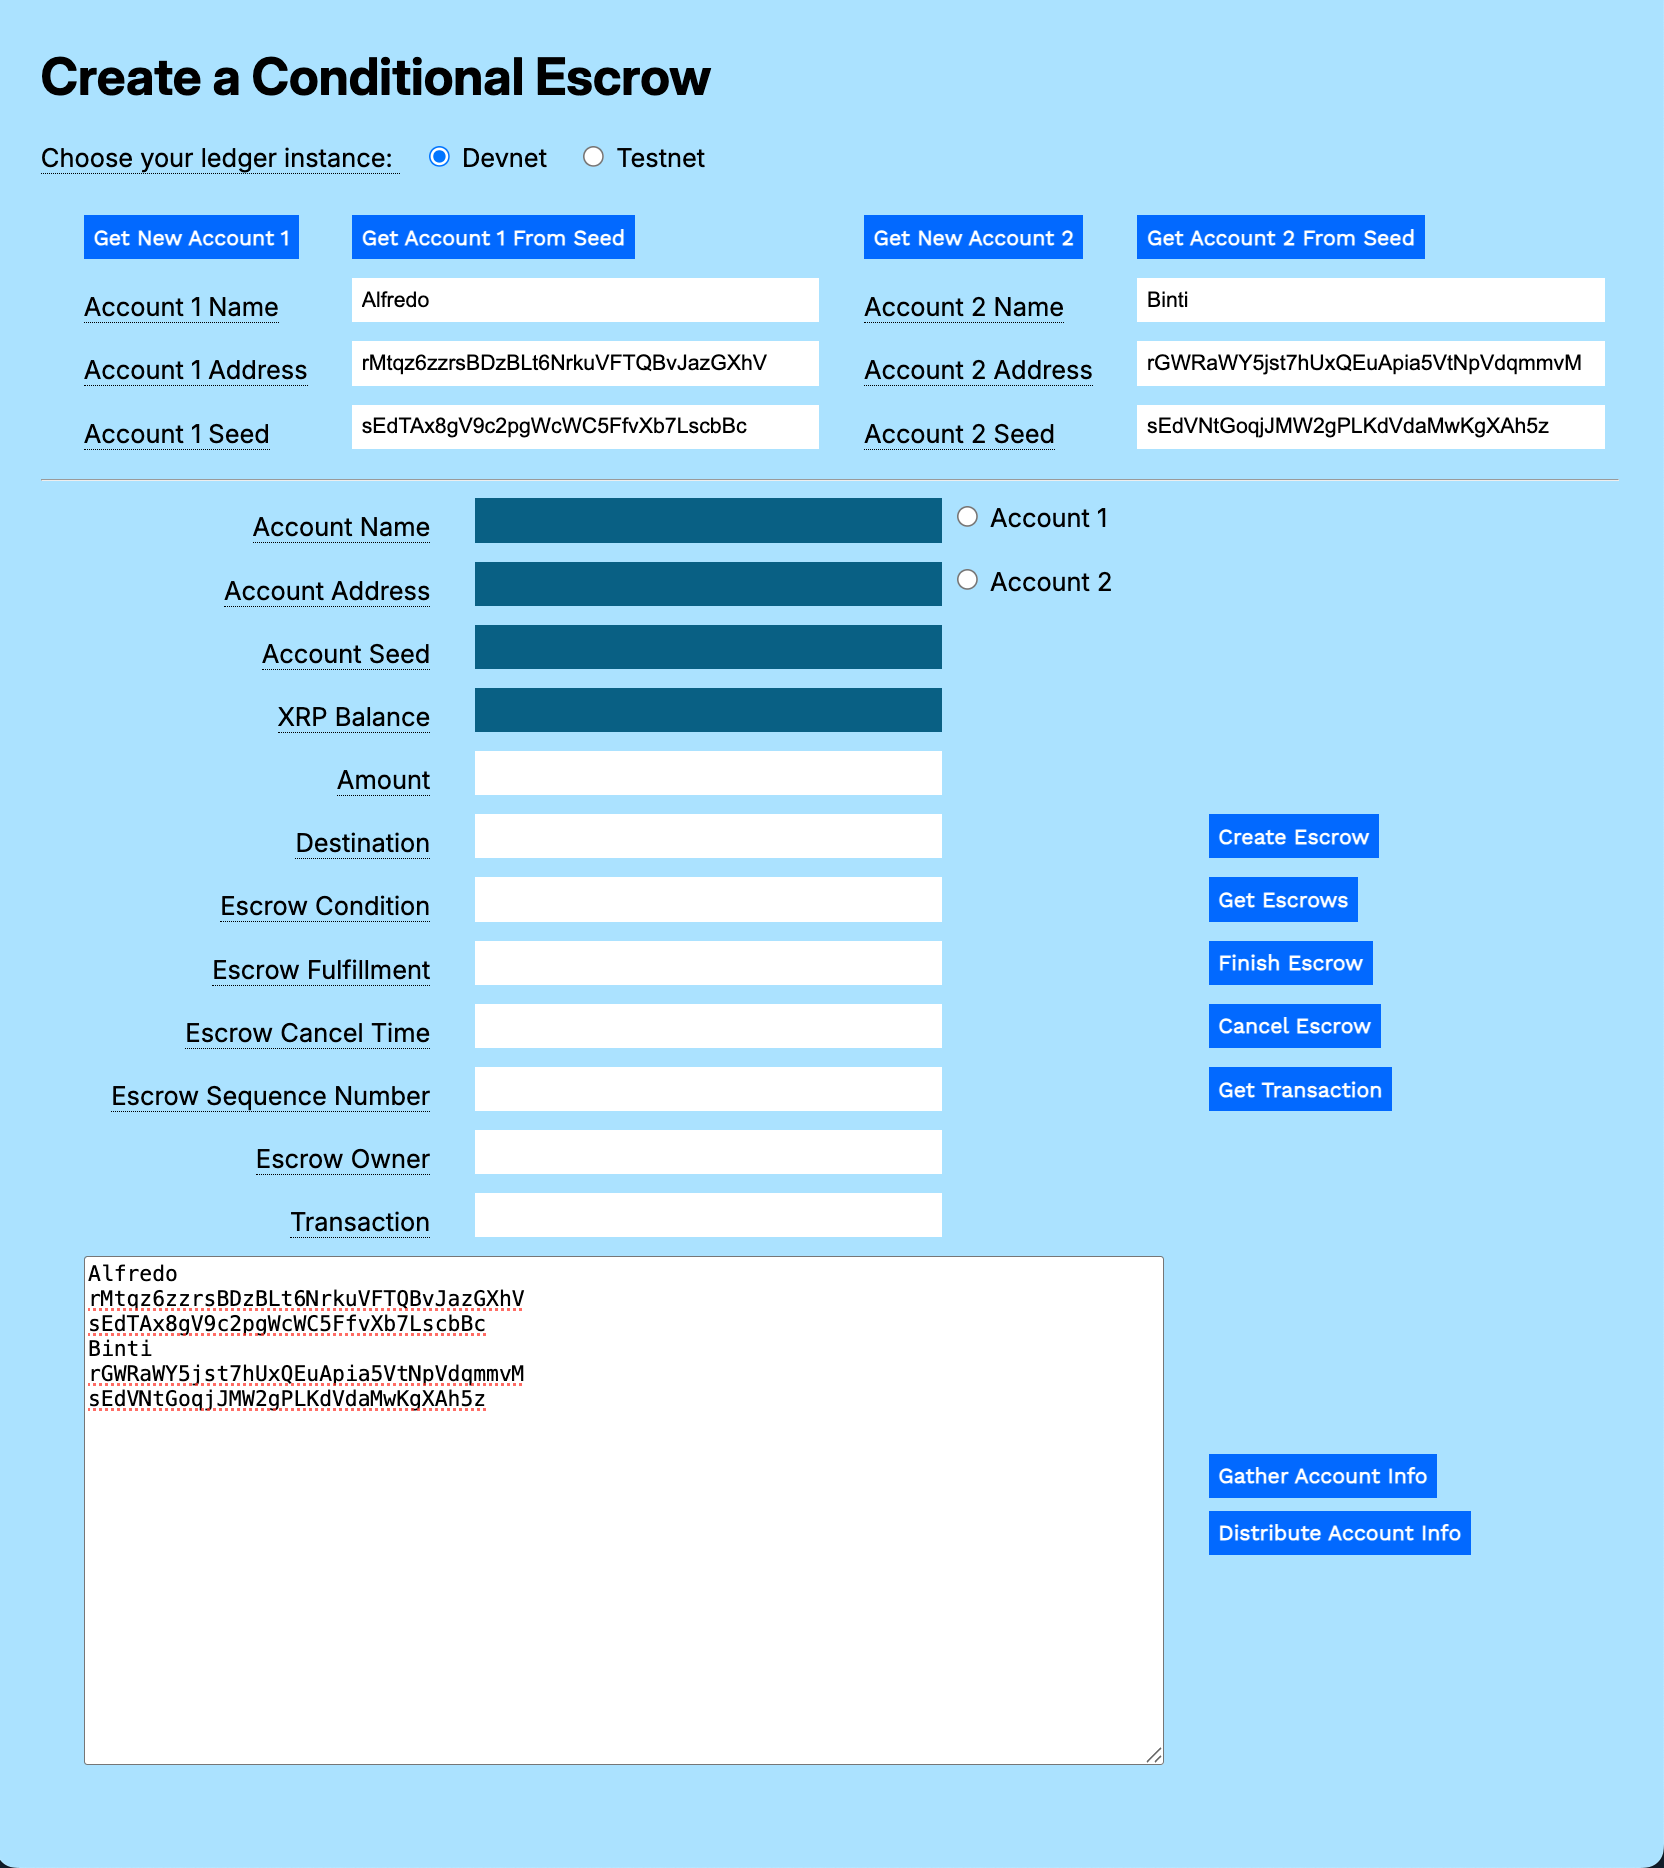 Create a Conditional Escrow
Choose your ledger instance: Devnet Testnet
Get New Account 1 Get Account 1 From Seed Get New Account 2 Get Account 2 From Seed
Account 1 Name Alfredo Account 2 Name Binti
Account 1 Address rMtqz6zzrsBDzBLt6NrkuVFTQBvJazGXhV Account 2 Address rGWRaWY5jst7hUxQEuApia5VtNpVdqmmvM
Account 1 Seed sEdTAx8gV9c2pgWcWC5FfvXb7LscbBc Account 2 Seed sEdVNtGoqjJMW2gPLKdVdaMwKgXAh5z
Account Name Account 1
Account Address Account 2
Account Seed
XRP Balance
Amount
Destination Create Escrow
Escrow Condition Get Escrows
Escrow Fulfillment Finish Escrow
Escrow Cancel Time Cancel Escrow
Escrow Sequence Number Get Transaction
Escrow Owner
Transaction
Alfredo
rMtqz6zzrsBDzBLt6NrkuVFTQBvJazGXhV
sEdTAx8gV9c2pgWcWC5FfvXb7LscbBc
Binti
rGWRaWY5jst7hUxQEuApia5VtNpVdqmmvM
sEdVNtGoqjJMW2gPLKdVdaMwKgXAh5z
Gather Account Info
Distribute Account Info